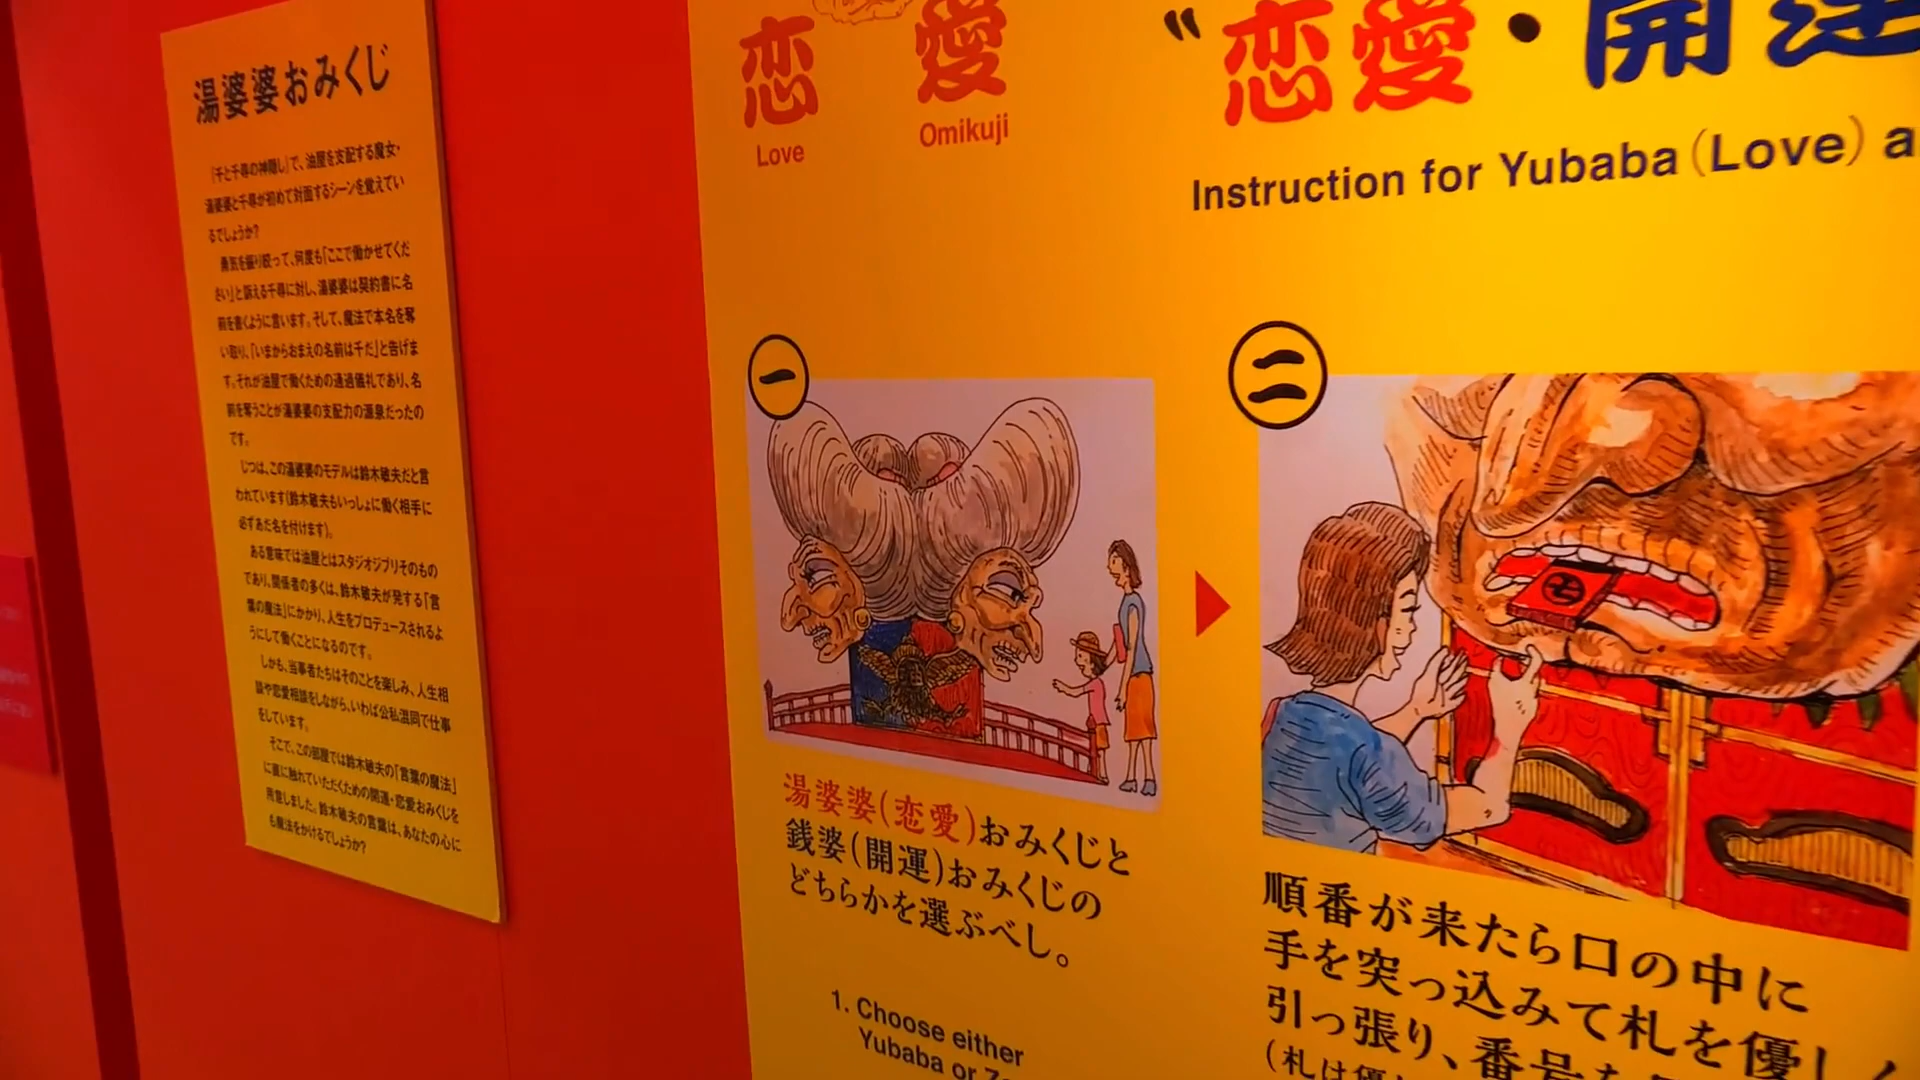 湯婆婆おみくじ
『千と千尋の神隠し』で、油屋を支配する魔女・
湯婆婆と千尋が初めて対面するシーンを覚えてい
るでしょうか?
勇気を振り絞って、何度も「ここで働かせてくだ
さい」と訴える千尋に対し、湯婆婆は契約書に名
前を書くように言います。そして、魔法で本名を奪
い取り、「いまからおまえの名前は千だ」と告げま
す。それが油屋で働くための通過儀礼であり、名
前を奪うことが湯婆婆の支配力の源泉だったの
です。
じつは、この湯婆婆のモデルは鈴木敏夫だと言
われています(鈴木敏夫もいっしょに働く相手に
必ずあだ名を付けます)。
ある意味では油屋とはスタジオジブリそのもの
であり、関係者の多くは、鈴木敏夫が発する「言
葉の魔法」にかかり、人生をプロデュースされるよ
うにして働くことになるのです。
しかも、当事者たちはそのことを楽しみ、人生相
談や恋愛相談をしながら、いわば公私混同で仕事
をしています。
そこで、この部屋では鈴木敏夫の「言葉の魔法」
に直に触れていただくための開運・恋愛おみくじを
用意しました。鈴木敏夫の言葉は、あなたの心に
も魔法をかけるでしょうか?
恋 愛
Love Omikuji
“恋愛・開運
Instruction for Yubaba (Love) a
一
湯婆婆(恋愛)おみくじと
銭婆(開運)おみくじの
どちらかを選ぶべし。
1. Choose either
Yubaba or
二
順番が来たら口の中に
手を突っ込みて札を優しく
引っ張り、番号を
(札は優